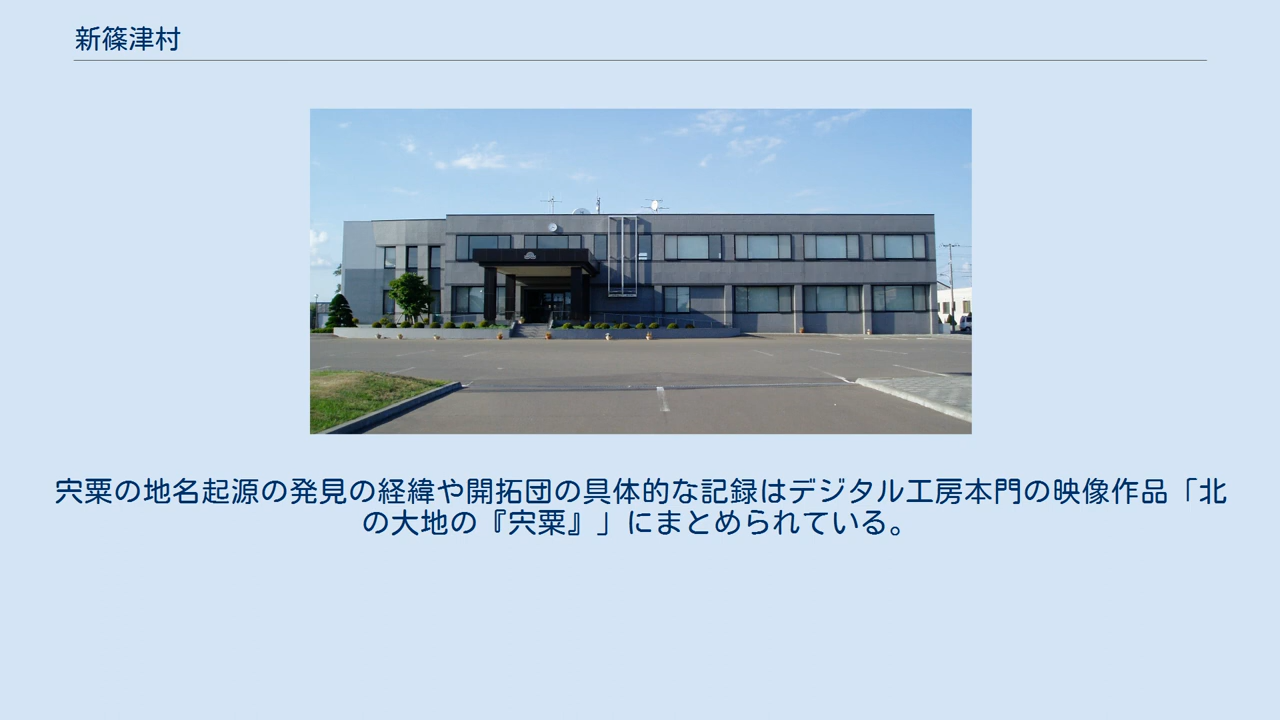 新篠津村
宍粟の地名起源の発見の経緯や開拓団の具体的な記録はデジタル工房本門の映像作品「北
の大地の『宍粟』」にまとめられている。